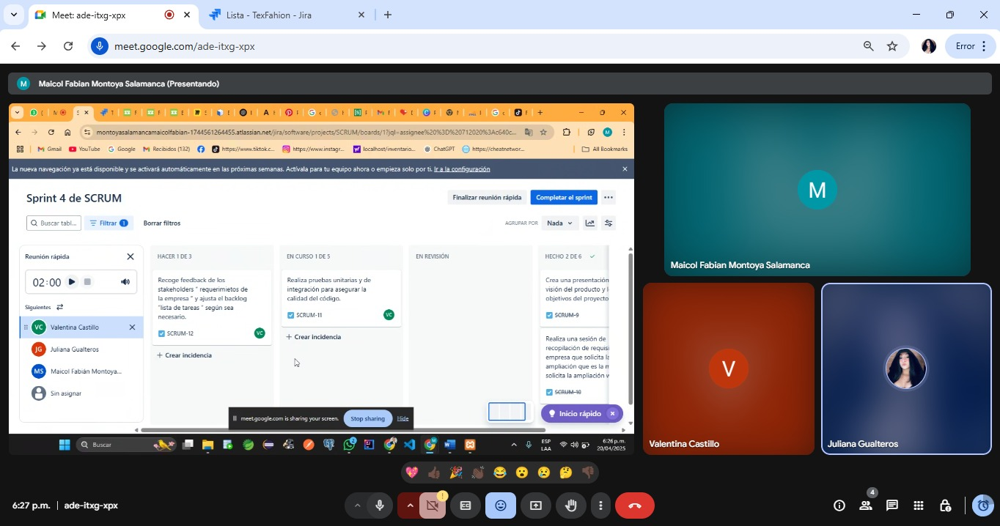 Meet: ade-itxg-xpx
Lista - TexFahion - Jira
meet.google.com/ade-itxg-xpx
Error
M
Maicol Fabian Montoya Salamanca (Presentando)
montoyasalamancamaicolfabian-1744561264455.atlassian.net/jira/software/projects/SCRUM/boards/1?jql=assignee%20%3D%20712020%3Ac640c...
Gmail
YouTube
Google
Recibidos (132)
https://www.tiktok.c...
https://www.instagr...
localhost/inventario...
ChatGPT
https://cheatnetwor...
All Bookmarks
La nueva navegación ya está disponible y se activará automáticamente en las próximas semanas. Actívala para tu equipo ahora o empieza solo por ti. Ir a la configuración
Sprint 4 de SCRUM
Finalizar reunión rápida
Completar el sprint
Buscar tabl...
Filtrar 1
Borrar filtros
AGRUPAR POR
Nada
Reunión rápida
02:00
Siguientes
VC Valentina Castillo
JG Juliana Gualteros
MS Maicol Fabián Montoya...
Sin asignar
HACER 1 DE 3
Recoge feedback de los
stakeholders " requerimietos de
la empresa " y ajusta el backlog
"lista de tareas " según sea
necesario.
SCRUM-12
VC
+ Crear incidencia
EN CURSO 1 DE 5
Realiza pruebas unitarias y de
integración para asegurar la
calidad del código.
SCRUM-11
VC
+ Crear incidencia
EN REVISIÓN
HECHO 2 DE 6
Crea una presentación
visión del producto y l
objetivos del proyecto
SCRUM-9
Realiza una sesión de
recopilación de requisi
empresa que solicita la
ampliación que es la m
solicita la ampliación w
SCRUM-10
Inicio rápido
meet.google.com is sharing your screen.
Stop sharing
Hide
Buscar
ESP
LAA
6:26 p.m.
20/04/2025
M
Maicol Fabian Montoya Salamanca
V
Valentina Castillo
Juliana Gualteros
6:27 p.m.
ade-itxg-xpx
4